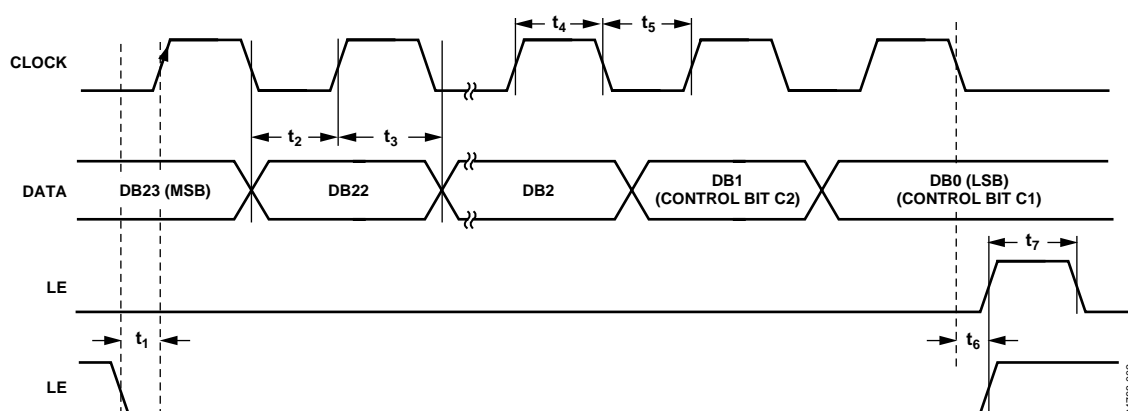 t4 t5
CLOCK
t2 t3
DATA
DB23 (MSB) DB22 DB2 DB1 (CONTROL BIT C2) DB0 (LSB) (CONTROL BIT C1)
t7
LE
t1 t6
LE